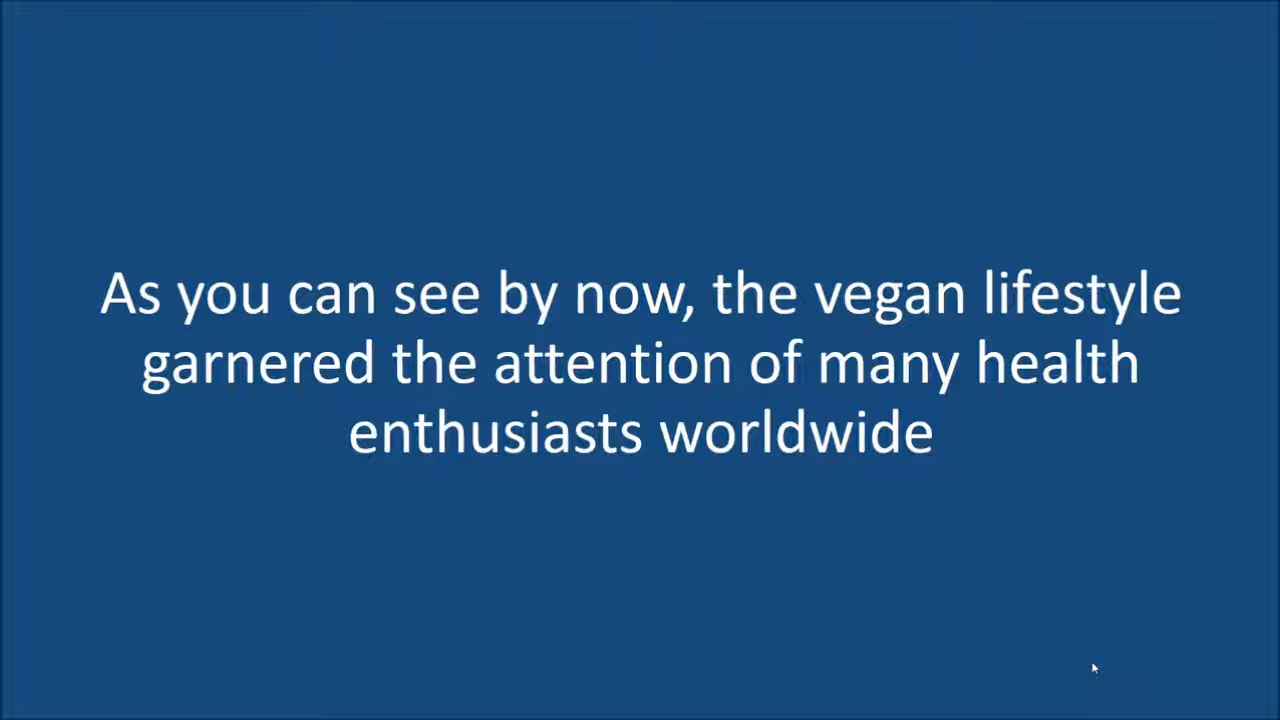 As you can see by now, the vegan lifestyle
garnered the attention of many health
enthusiasts worldwide